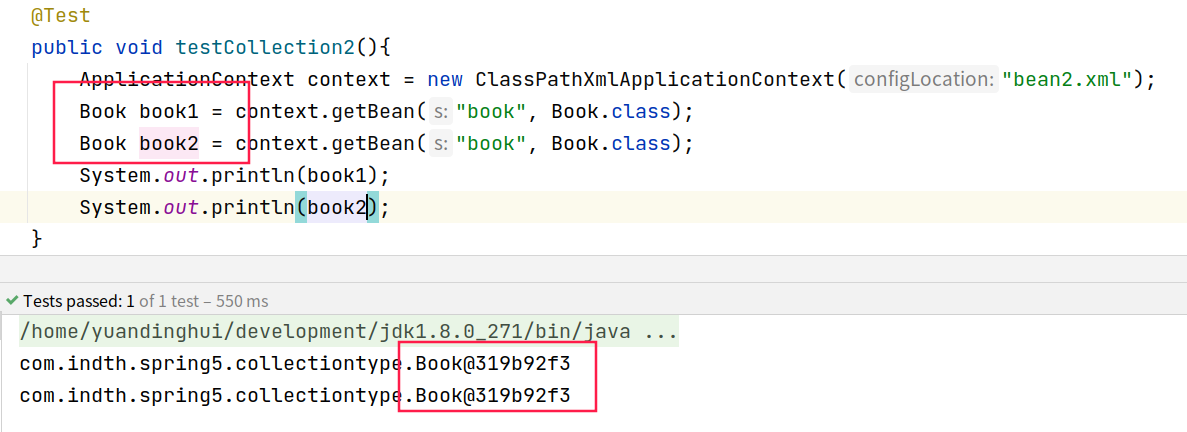 @Test
public void testCollection2(){
ApplicationContext context = new ClassPathXmlApplicationContext( configLocation: "bean2.xml");
Book book1 = context.getBean( s: "book", Book.class);
Book book2 = context.getBean( s: "book", Book.class);
System.out.println(book1);
System.out.println(book2);
}
Tests passed: 1 of 1 test – 550 ms
/home/yuandinghui/development/jdk1.8.0_271/bin/java ...
com.indth.spring5.collectiontype.Book@319b92f3
com.indth.spring5.collectiontype.Book@319b92f3